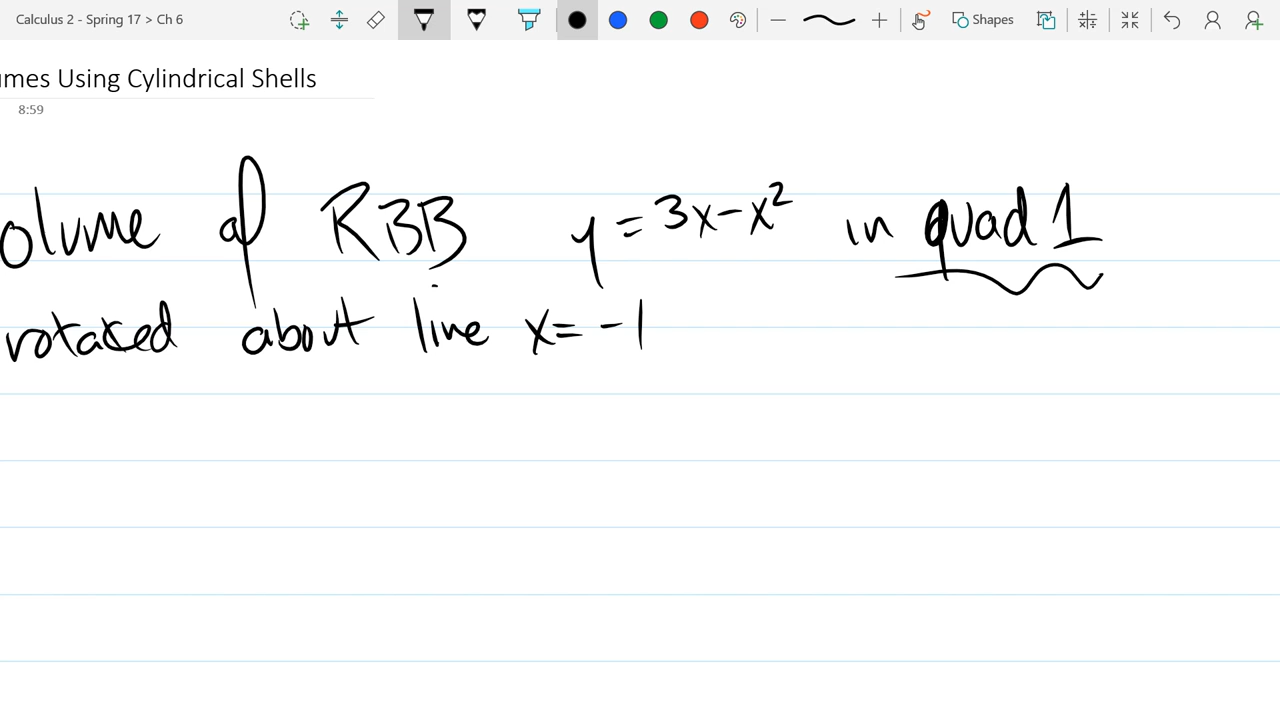 Calculus 2 - Spring 17 > Ch 6
Shapes
umes Using Cylindrical Shells
8:59
olume of RBB y = 3x-x² in quad 1
rotated about line x = -1